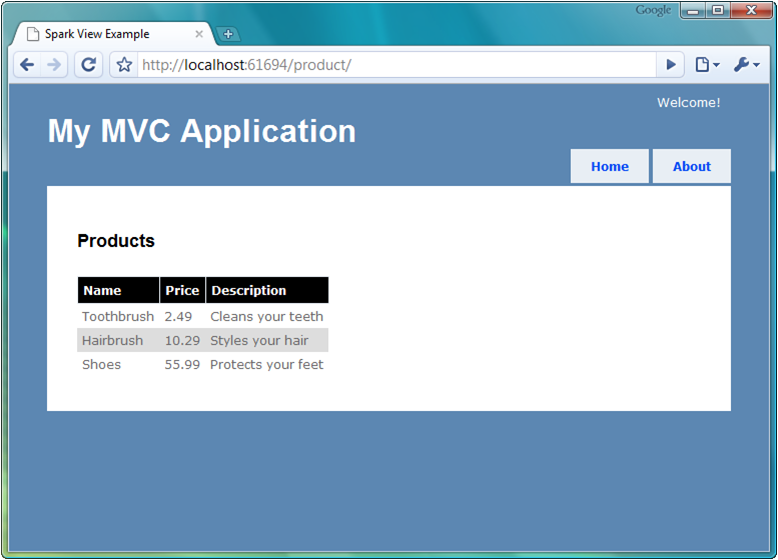 Google
Spark View Example
http://localhost:61694/product/
Welcome!
My MVC Application
Home About
Products
Name Price Description
Toothbrush 2.49 Cleans your teeth
Hairbrush 10.29 Styles your hair
Shoes 55.99 Protects your feet